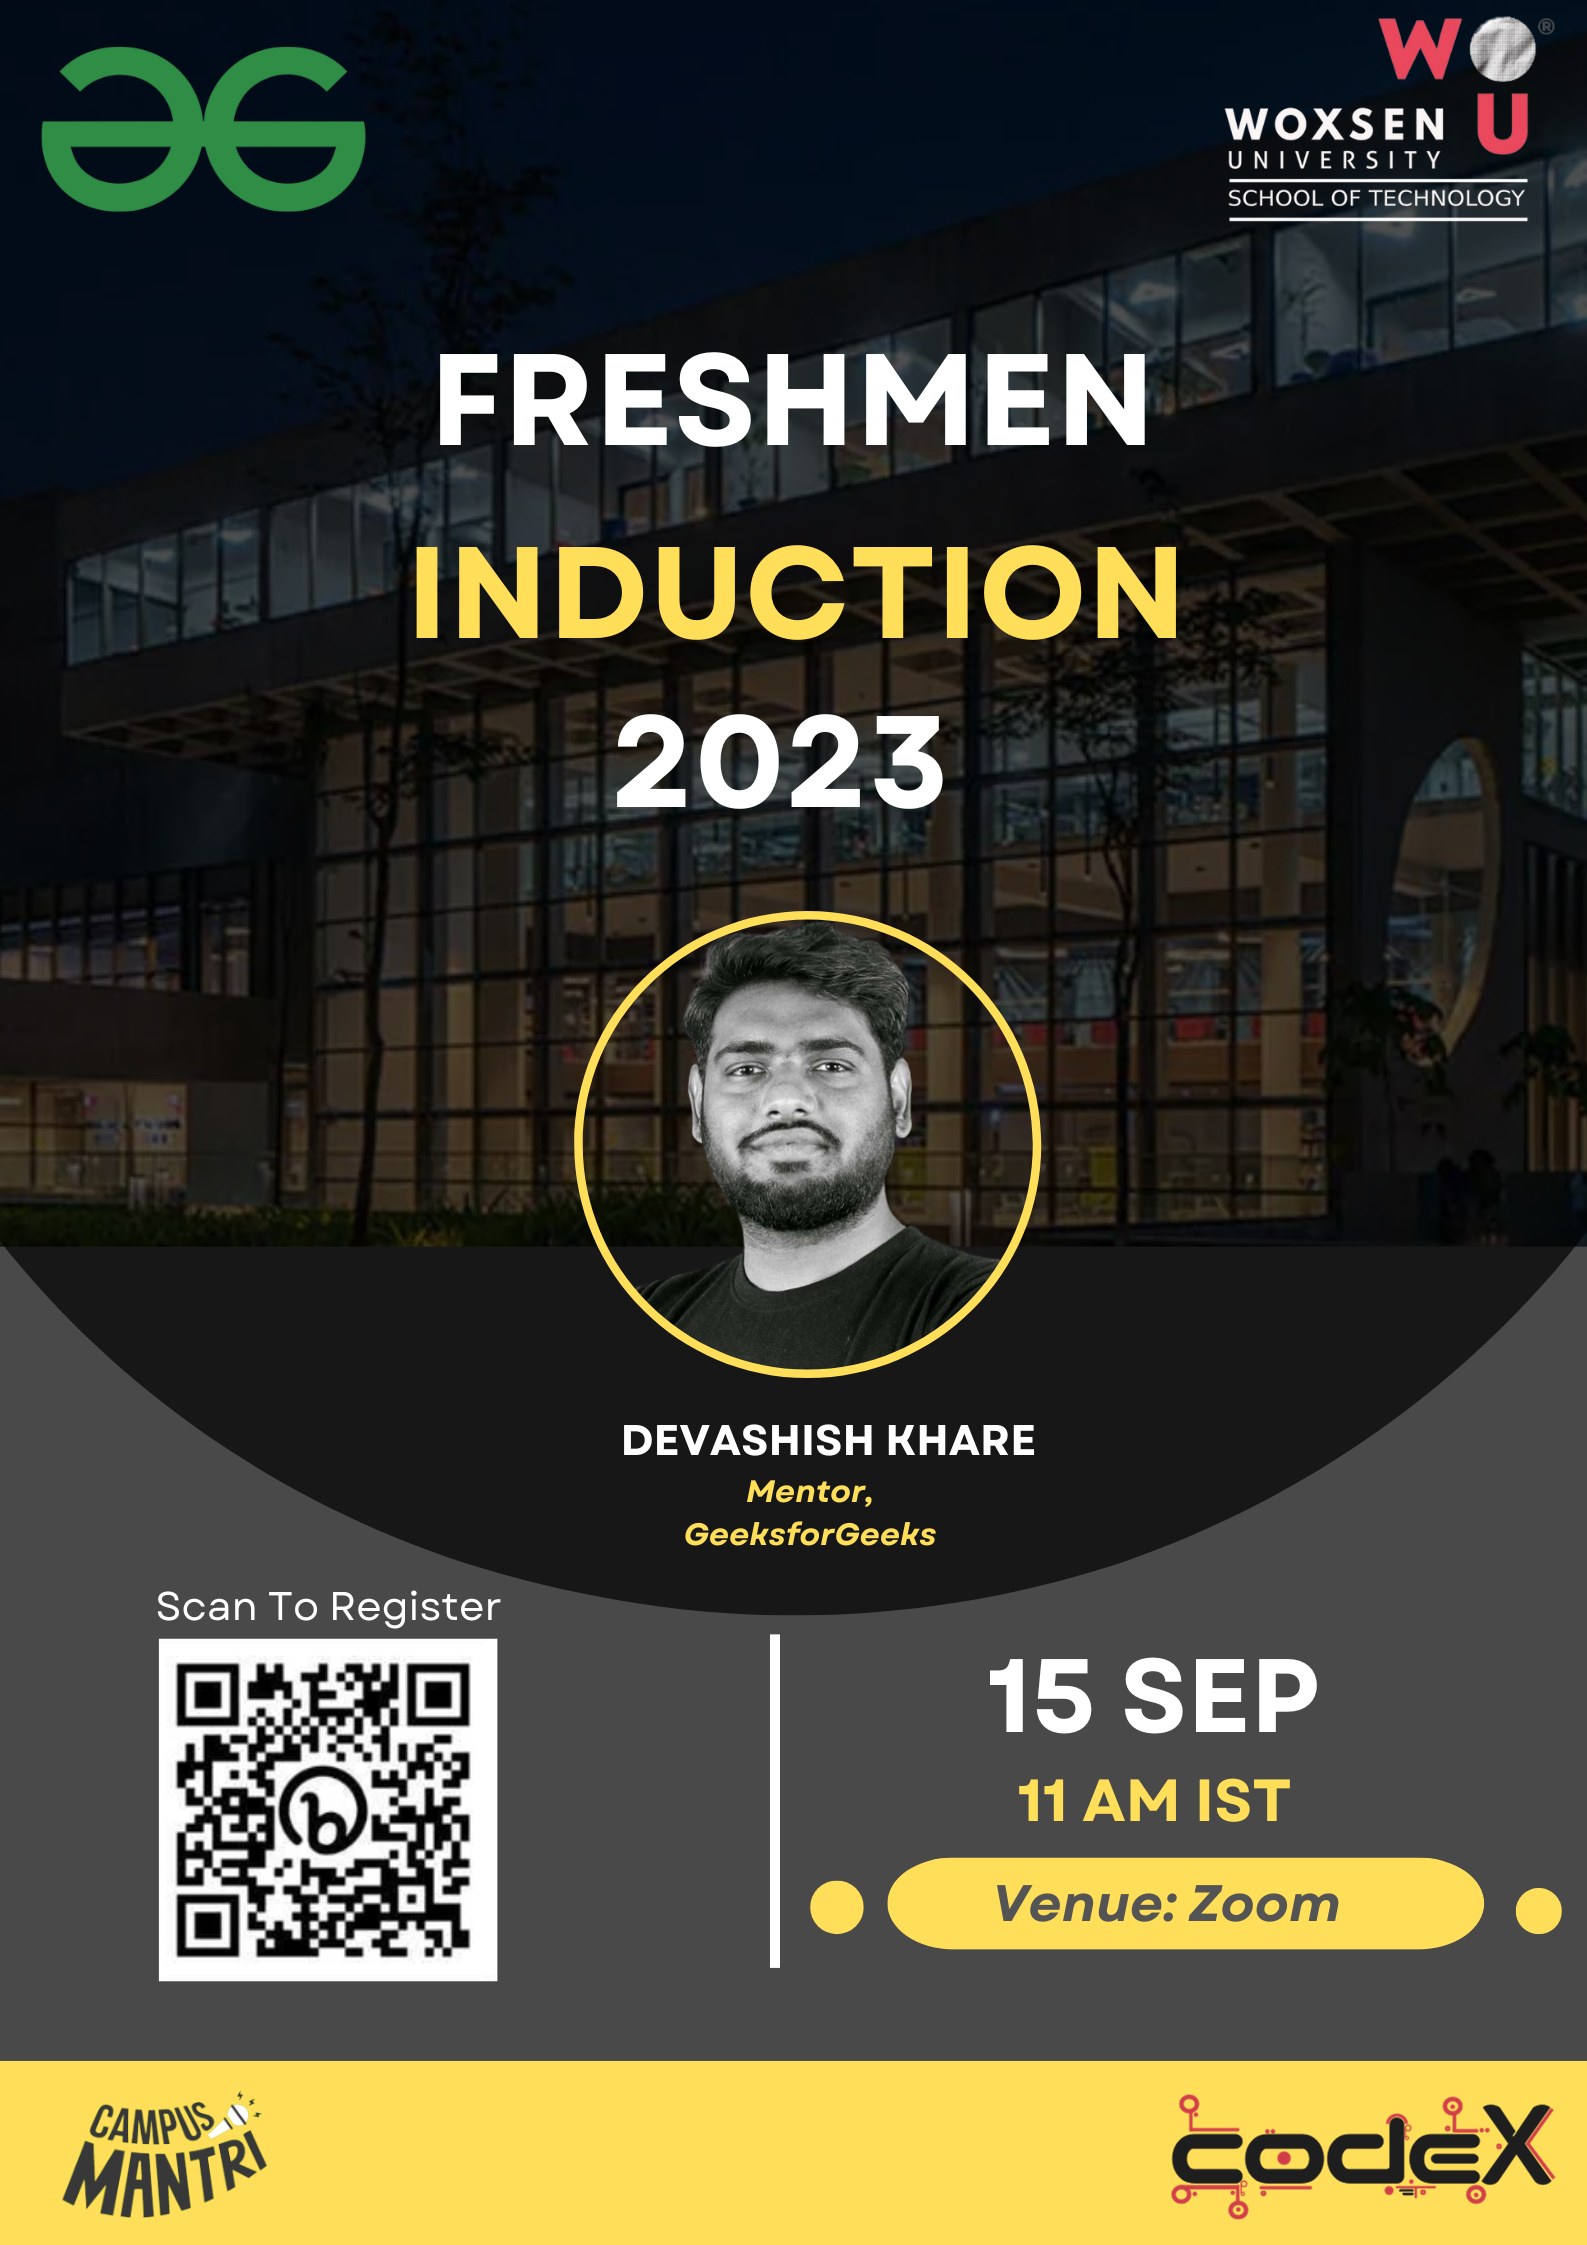 W U ®
WOXSEN
UNIVERSITY
SCHOOL OF TECHNOLOGY
FRESHMEN
INDUCTION
2023
DEVASHISH KHARE
Mentor,
GeeksforGeeks
Scan To Register
b
15 SEP
11 AM IST
Venue: Zoom
CAMPUS
MANTRI
codeX